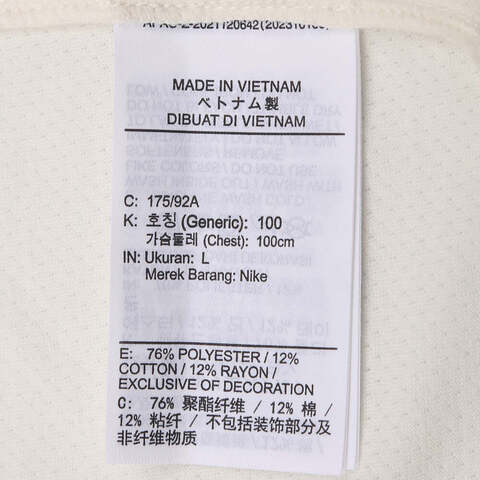 MADE IN VIETNAM
ベトナム製
DIBUAT DI VIETNAM
C: 175/92A
K: 호칭 (Generic): 100
가슴둘레 (Chest): 100cm
IN: Ukuran: L
Merek Barang: Nike
E: 76% POLYESTER / 12%
COTTON / 12% RAYON /
EXCLUSIVE OF DECORATION
C: 76% 聚酯纤维 / 12% 棉 /
12% 粘纤 / 不包括装饰部分及
非纤维物质